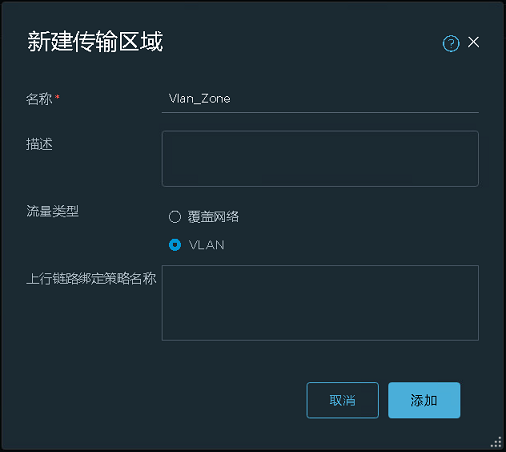 新建传输区域
名称 * Vlan_Zone
描述
流量类型
覆盖网络
VLAN
上行链路绑定策略名称
取消 添加